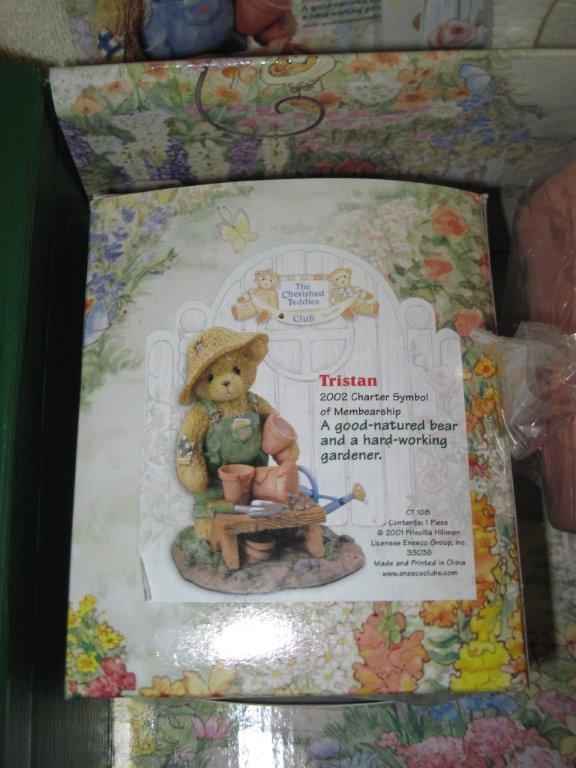 The
Cherished
Teddies
Club
Tristan
2002 Charter Symbol
of Membearship
A good-natured bear
and a hard-working
gardener.
CT 108
Contents: 1 Piece
© 2001 Priscilla Hillman
Licensee Enesco Group, Inc.
33036
Made and Printed in China
www.enescoclubs.com